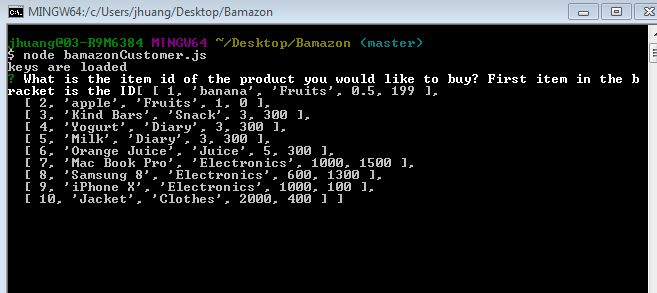 MINGW64:/c/Users/jhuang/Desktop/Bamazon
jhuang@03-R9M6384 MINGW64 ~/Desktop/Bamazon (master)
$ node bamazonCustomer.js
keys are loaded
? What is the item id of the product you would like to buy? First item in the b
racket is the ID[ [ 1, 'banana', 'Fruits', 0.5, 199 ],
[ 2, 'apple', 'Fruits', 1, 0 ],
[ 3, 'Kind Bars', 'Snack', 3, 300 ],
[ 4, 'Yogurt', 'Diary', 3, 300 ],
[ 5, 'Milk', 'Diary', 3, 300 ],
[ 6, 'Orange Juice', 'Juice', 5, 300 ],
[ 7, 'Mac Book Pro', 'Electronics', 1000, 1500 ],
[ 8, 'Samsung 8', 'Electronics', 600, 1300 ],
[ 9, 'iPhone X', 'Electronics', 1000, 100 ],
[ 10, 'Jacket', 'Clothes', 2000, 400 ] ]